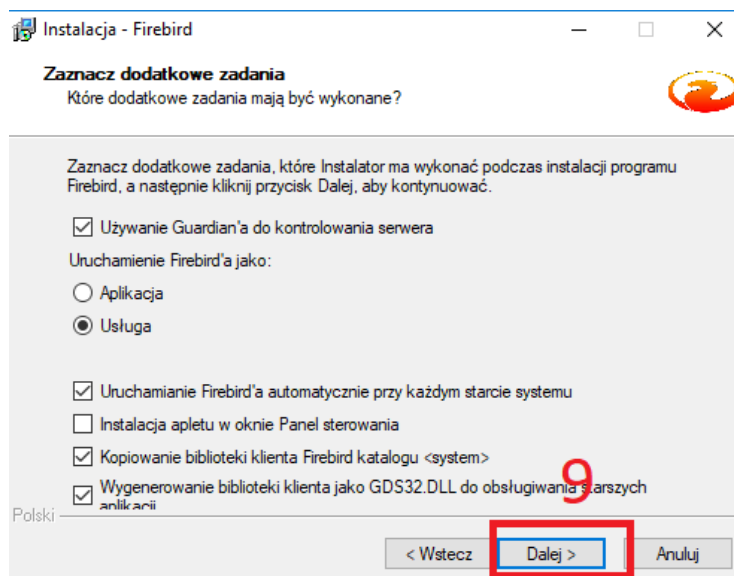 Instalacja - Firebird
Zaznacz dodatkowe zadania
Które dodatkowe zadania mają być wykonane?
Zaznacz dodatkowe zadania, które Instalator ma wykonać podczas instalacji programu
Firebird, a następnie kliknij przycisk Dalej, aby kontynuować.
Używanie Guardian'a do kontrolowania serwera
Uruchamienie Firebird'a jako:
Aplikacja
Usługa
Uruchamianie Firebird'a automatycznie przy każdym starcie systemu
Instalacja apletu w oknie Panel sterowania
Kopiowanie biblioteki klienta Firebird katalogu <system>
Wygenerowanie biblioteki klienta jako GDS32.DLL do obsługiwania starszych
aplikacji
9
Polski
< Wstecz Dalej > Anuluj